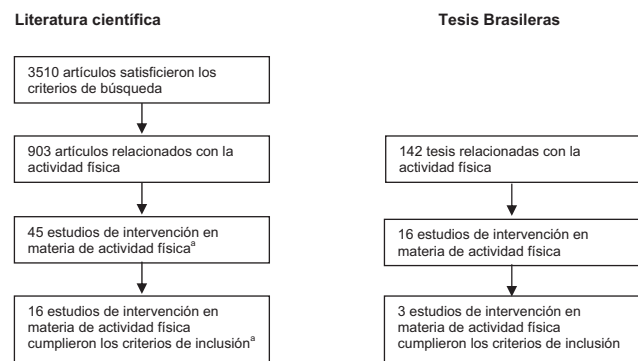 Literatura científica
3510 artículos satisficieron los
criterios de búsqueda
903 artículos relacionados con la
actividad física
45 estudios de intervención en
materia de actividad físicaª
16 estudios de intervención en
materia de actividad física
cumplieron los criterios de inclusiónª
Tesis Brasileras
142 tesis relacionadas con la
actividad física
16 estudios de intervención en
materia de actividad física
3 estudios de intervención en
materia de actividad física
cumplieron los criterios de inclusión